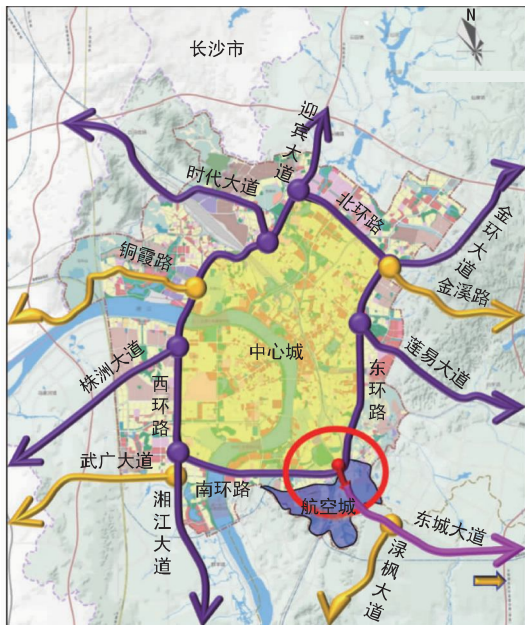 长沙市
N
迎宾大道
时代大道
北环路
金环大道
铜霞路
金溪路
中心城
株洲大道
西环路
东环路
莲易大道
武广大道
南环路
航空城
湘江大道
东城大道
渌枫大道